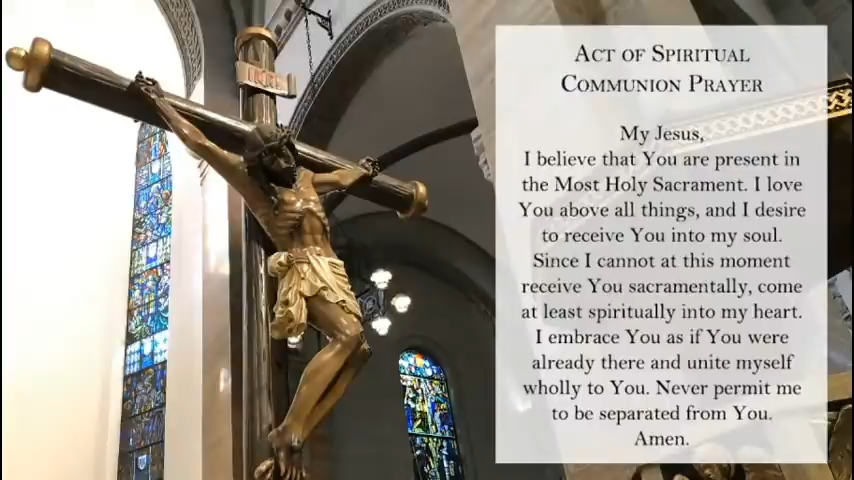 INRI
ACT OF SPIRITUAL
COMMUNION PRAYER
My Jesus,
I believe that You are present in
the Most Holy Sacrament. I love
You above all things, and I desire
to receive You into my soul.
Since I cannot at this moment
receive You sacramentally, come
at least spiritually into my heart.
I embrace You as if You were
already there and unite myself
wholly to You. Never permit me
to be separated from You.
Amen.